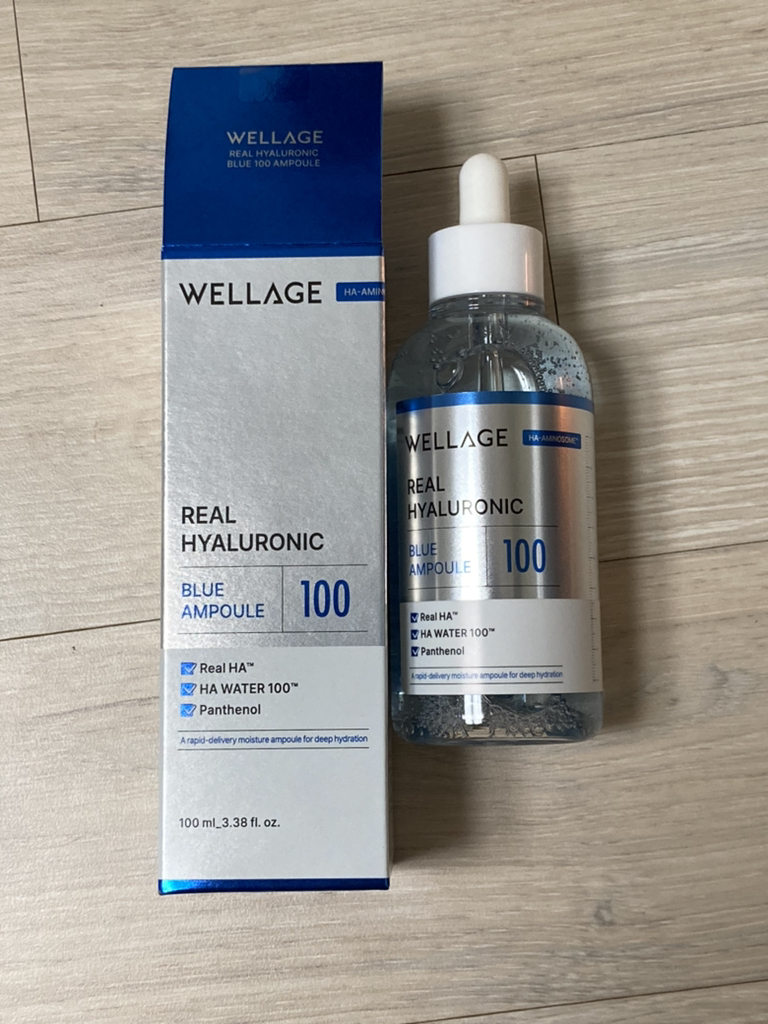 WELLAGE
REAL HYALURONIC
BLUE 100 AMPOULE
WELLAGE HA-AMIN
REAL
HYALURONIC
BLUE
AMPOULE 100
Real HA™
HA WATER 100™
Panthenol
A rapid-delivery moisture ampoule for deep hydration
100 ml_3.38 fl. oz.
WELLAGE HA-AMINOSOME™
REAL
HYALURONIC
BLUE
AMPOULE 100
Real HA™
HA WATER 100™
Panthenol
A rapid-delivery moisture ampoule for deep hydration